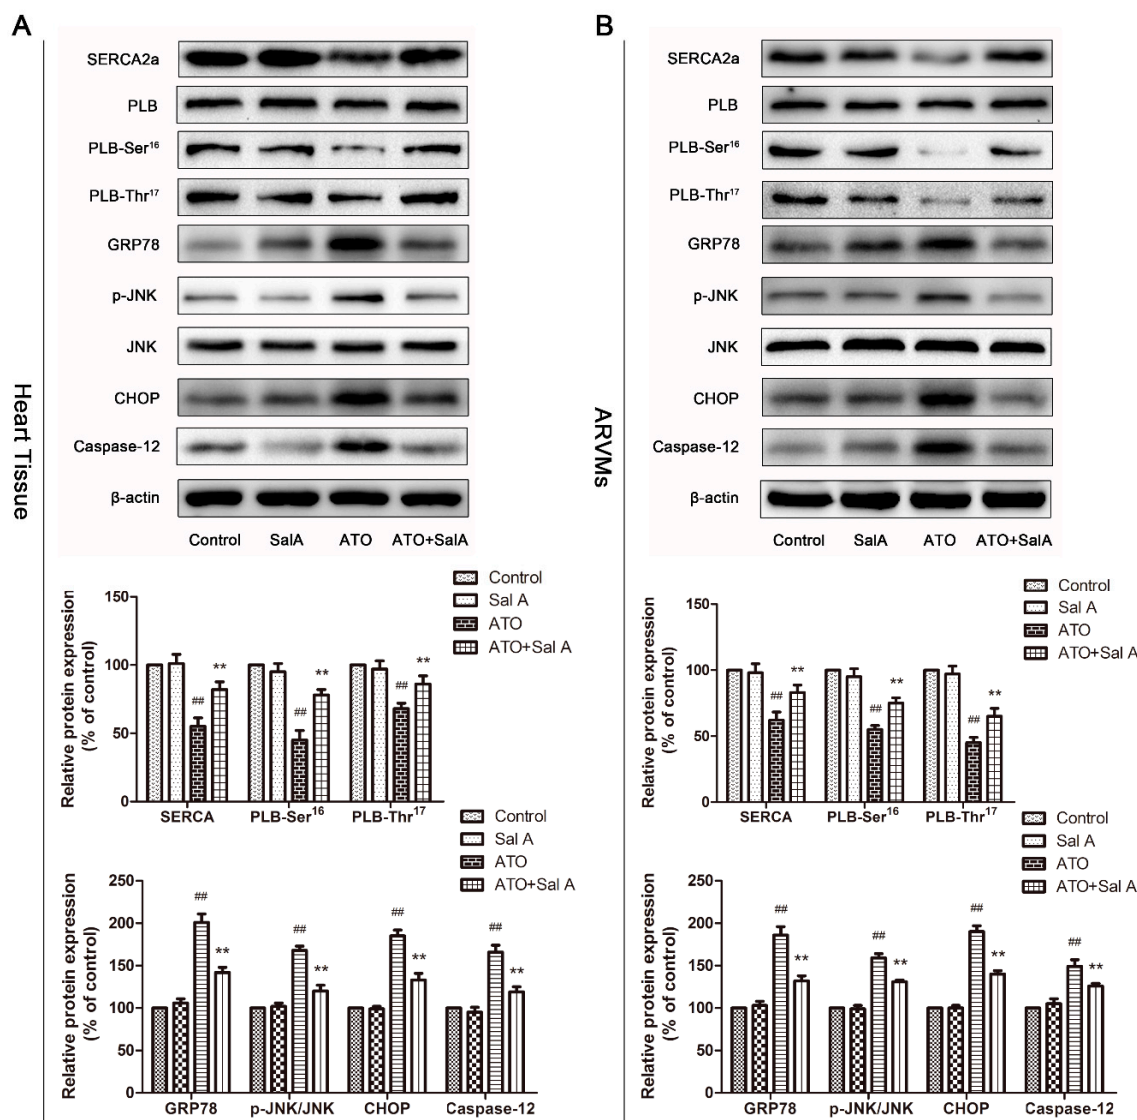 A
SERCA2a
PLB
PLB-Ser¹⁶
PLB-Thr¹⁷
GRP78
p-JNK
JNK
CHOP
Caspase-12
β-actin
Control SalA ATO ATO+SalA
Heart Tissue
Control
Sal A
ATO
ATO+Sal A
Relative protein expression
(% of control)
150
100
50
0
## ** ## ** ## **
SERCA PLB-Ser¹⁶ PLB-Thr¹⁷
Control
Sal A
ATO
ATO+Sal A
Relative protein expression
(% of control)
250
200
150
100
50
0
## ** ## ** ## ** ## **
GRP78 p-JNK/JNK CHOP Caspase-12
B
SERCA2a
PLB
PLB-Ser¹⁶
PLB-Thr¹⁷
GRP78
p-JNK
JNK
CHOP
Caspase-12
β-actin
Control SalA ATO ATO+SalA
ARVMs
Control
Sal A
ATO
ATO+Sal A
Relative protein expression
(% of control)
150
100
50
0
## ** ## ** ## **
SERCA PLB-Ser¹⁶ PLB-Thr¹⁷
Control
Sal A
ATO
ATO+Sal A
Relative protein expression
(% of control)
250
200
150
100
50
0
## ** ## ** ## ** ## **
GRP78 p-JNK/JNK CHOP Caspase-12